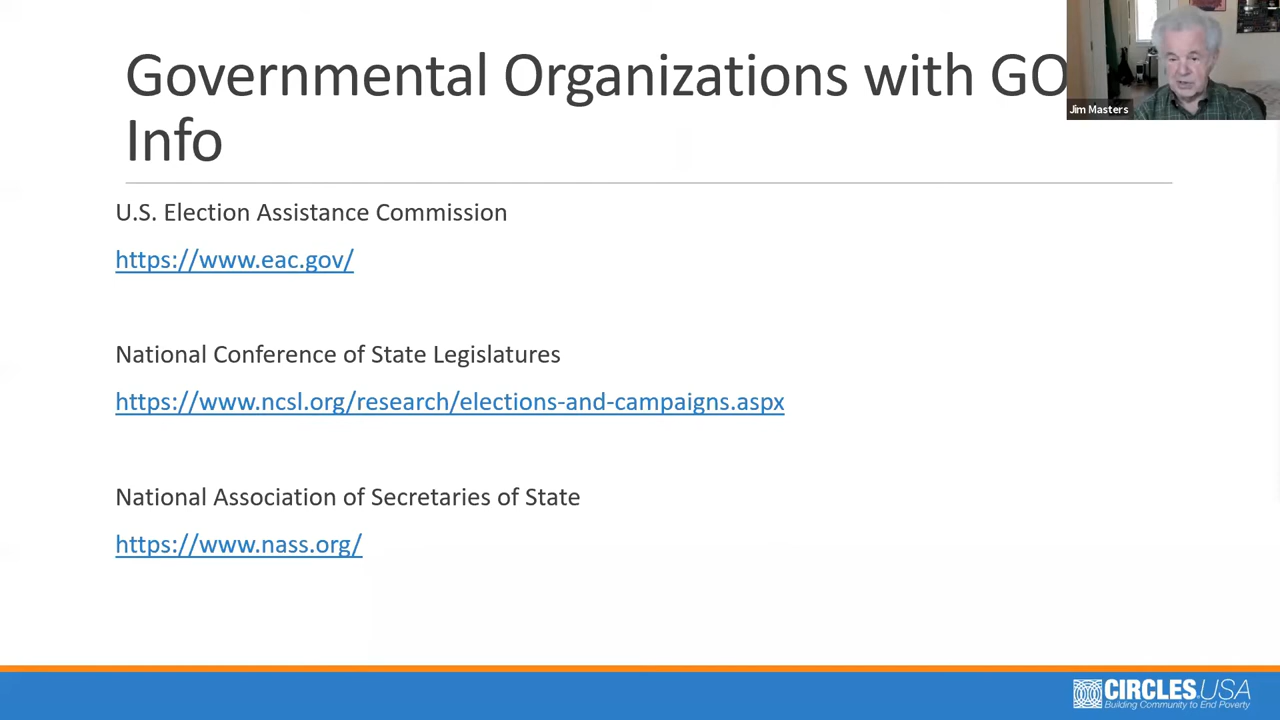 Governmental Organizations with GO
Info
Jim Masters
U.S. Election Assistance Commission
https://www.eac.gov/
National Conference of State Legislatures
https://www.ncsl.org/research/elections-and-campaigns.aspx
National Association of Secretaries of State
https://www.nass.org/
CIRCLES USA
Building Community to End Poverty